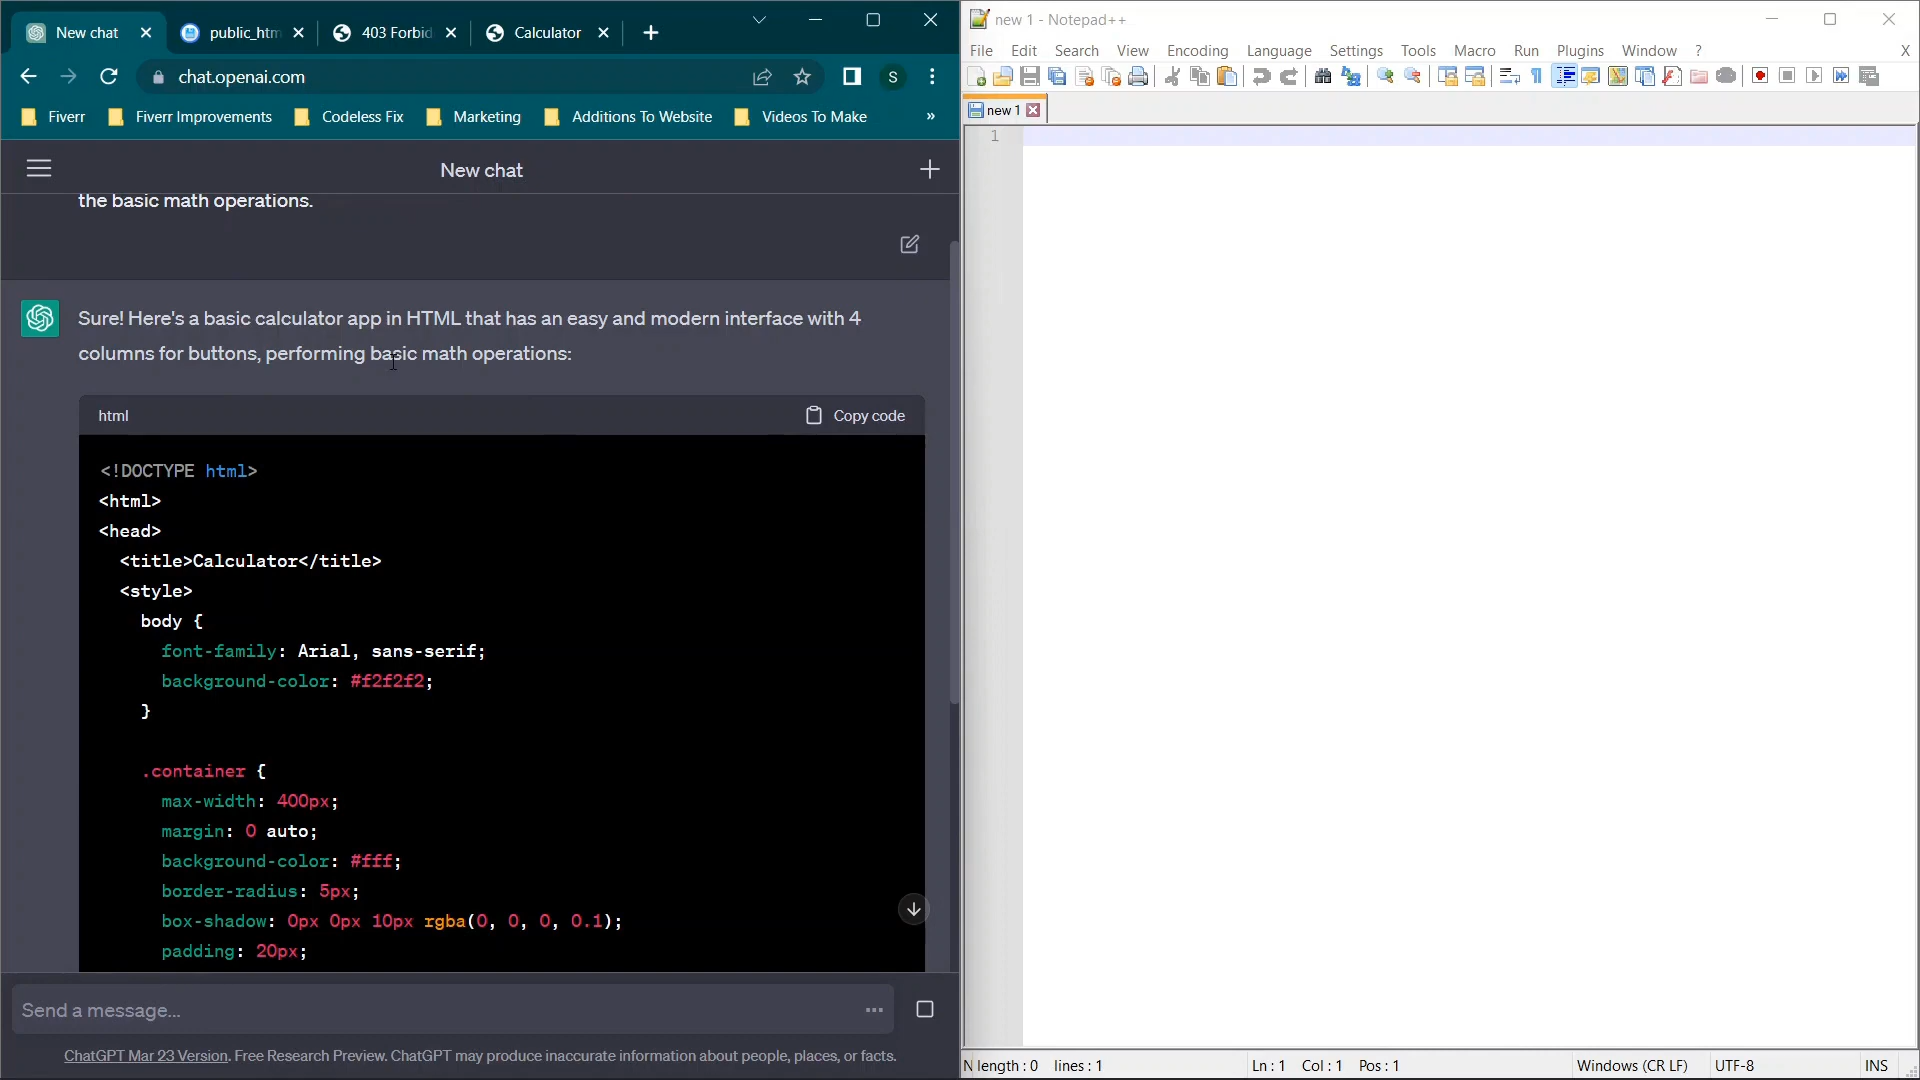 New chat
public_htm
403 Forbid
Calculator
chat.openai.com
S
Fiverr
Fiverr Improvements
Codeless Fix
Marketing
Additions To Website
Videos To Make
»
New chat
the basic math operations.
Sure! Here's a basic calculator app in HTML that has an easy and modern interface with 4
columns for buttons, performing basic math operations:
html
Copy code
<!DOCTYPE html>
<html>
<head>
<title>Calculator</title>
<style>
body {
font-family: Arial, sans-serif;
background-color: #f2f2f2;
}
.container {
max-width: 400px;
margin: 0 auto;
background-color: #fff;
border-radius: 5px;
box-shadow: 0px 0px 10px rgba(0, 0, 0, 0.1);
padding: 20px;
Send a message...
ChatGPT Mar 23 Version. Free Research Preview. ChatGPT may produce inaccurate information about people, places, or facts.
new 1 - Notepad++
File Edit Search View Encoding Language Settings Tools Macro Run Plugins Window ? X
new 1
1
N length : 0 lines : 1 Ln : 1 Col : 1 Pos : 1 Windows (CR LF) UTF-8 INS